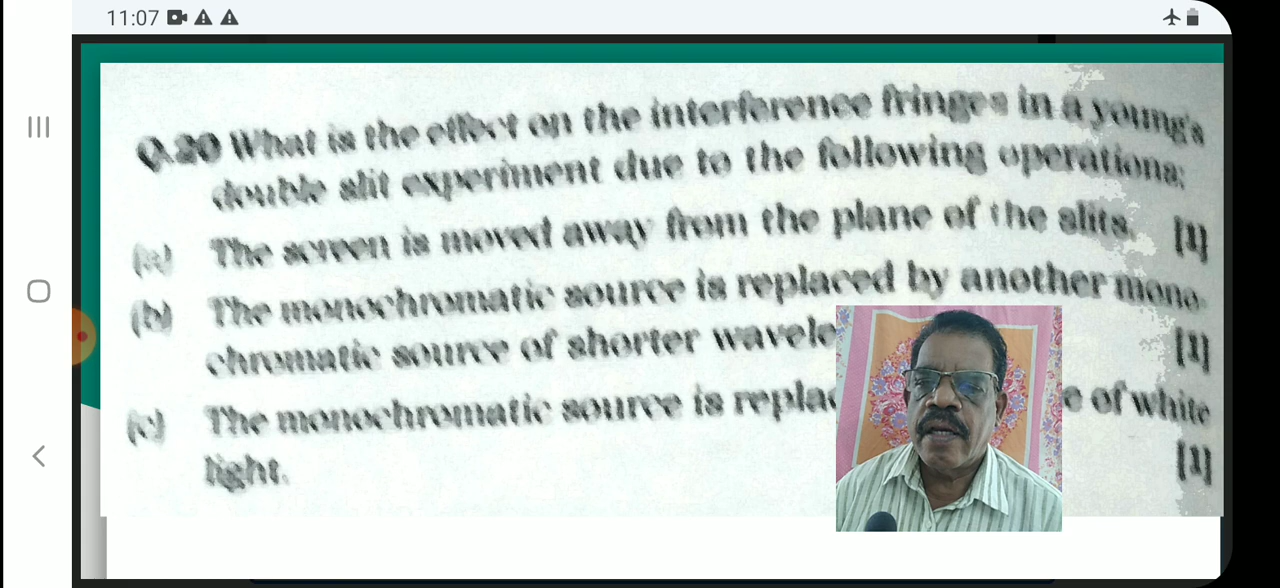 11:07
Q.20 What is the effect on the interference fringes in a young's
double slit experiment due to the following operations:
(a) The screen is moved away from the plane of the slits. [1]
(b) The monochromatic source is replaced by another mono-
chromatic source of shorter wavele [1]
(c) The monochromatic source is replac e of white
light. [1]